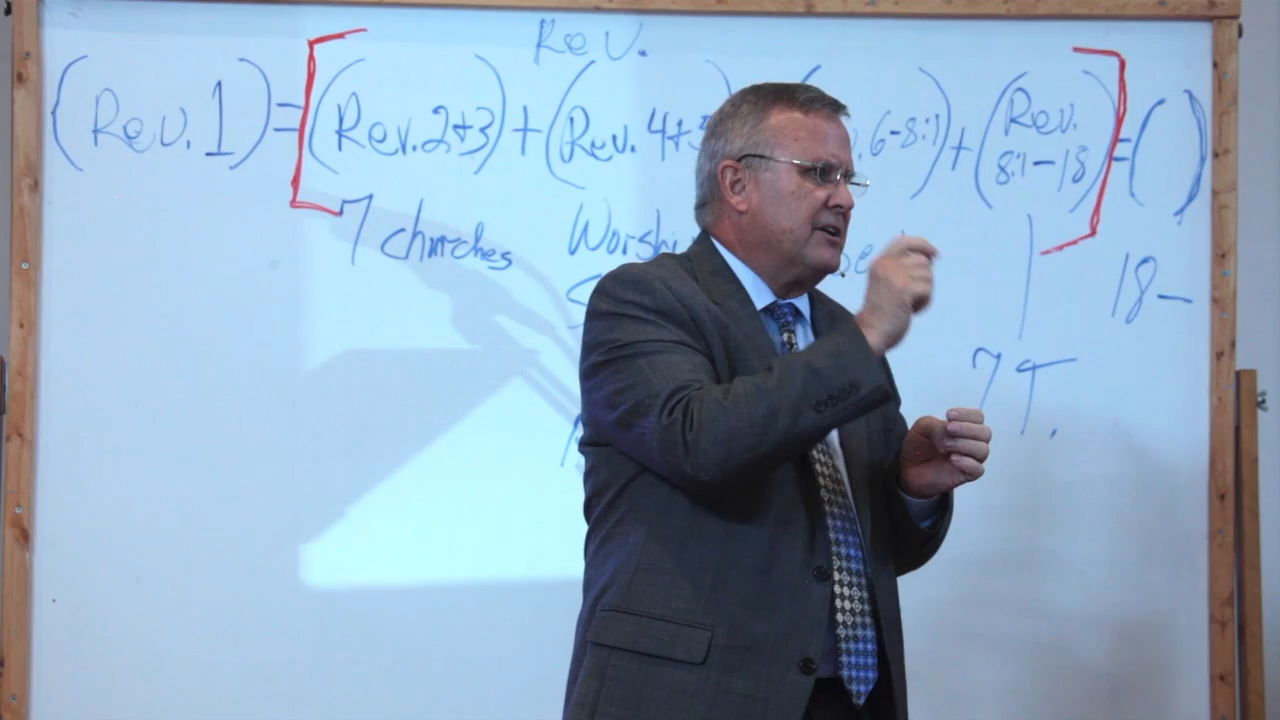 Rev.
(Rev. 1) = [(Rev. 2+3) + (Rev. 4+5 6-8:1) + (Rev. 8:1-18)] = ( )
7 churches Worshi
18-
7 T.